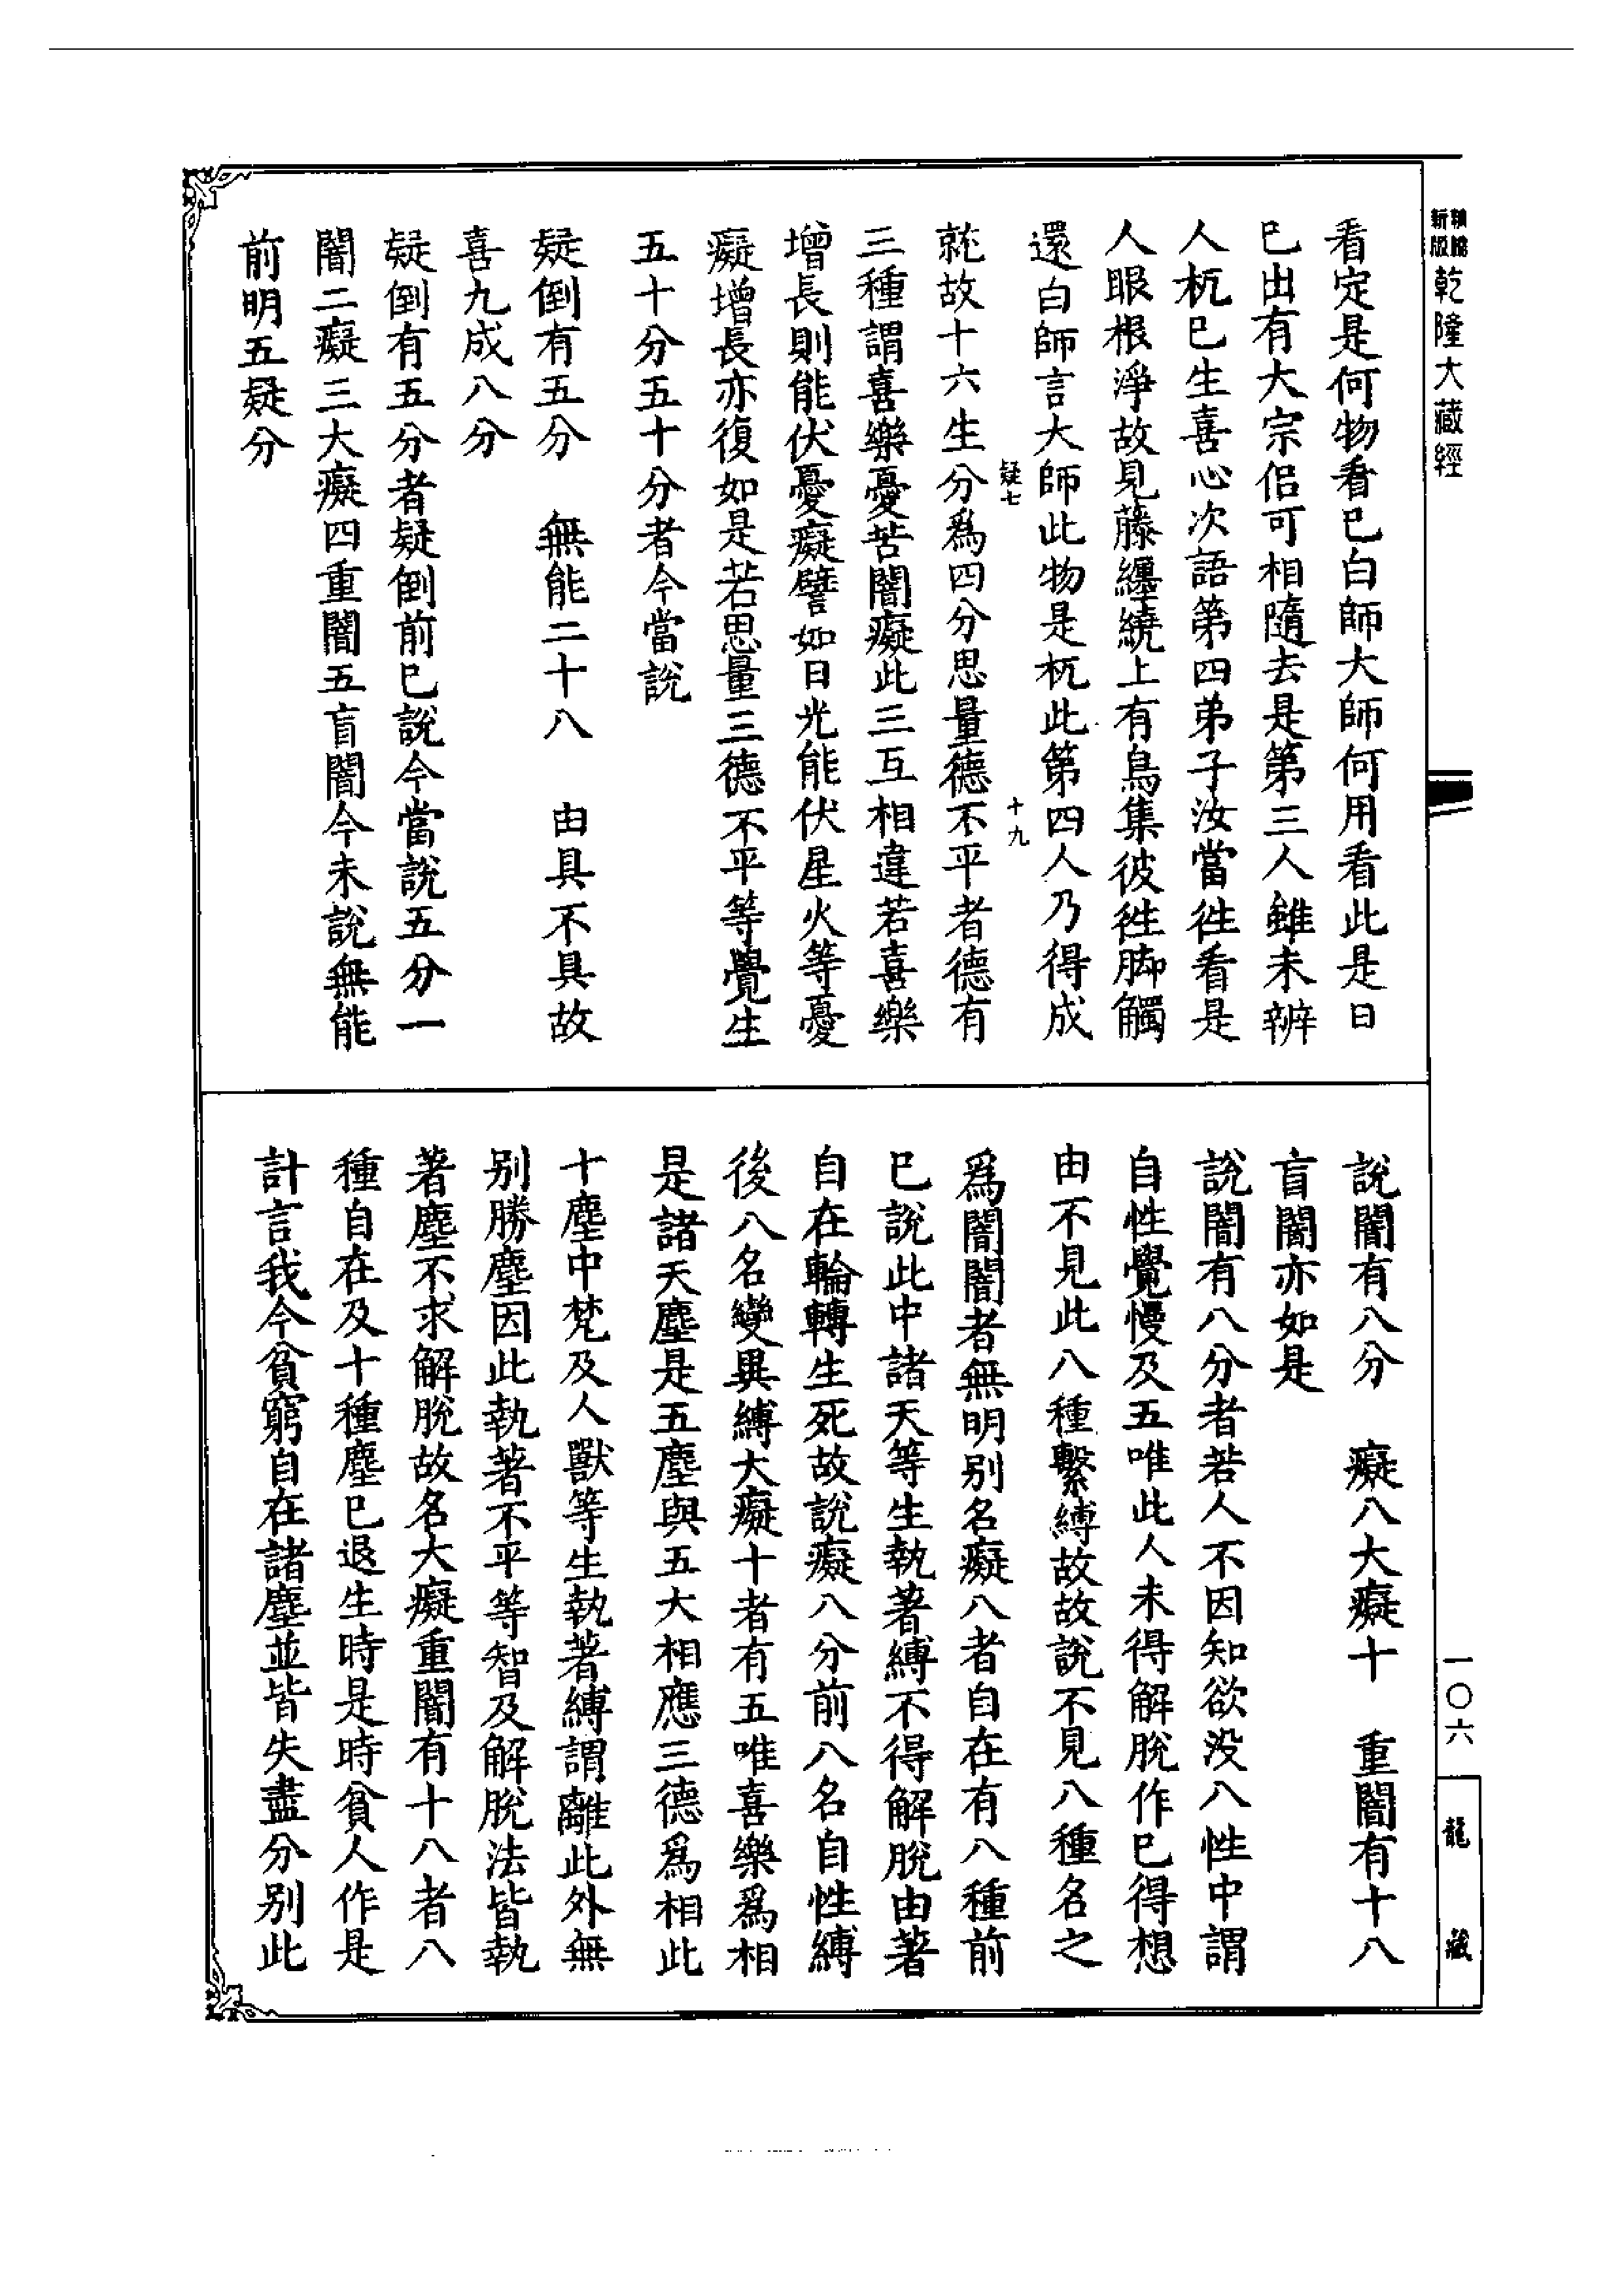 新版
乾隆大藏經
看定是何物看已白師大師何用看此是日
已出有大宗侣可相隨去是第三人雖未辨
人杌已生喜心次語第四弟子汝當徃看是
人眼根淨故見藤纏繞上有鳥集彼徃脚觸
還白師言大師此物是杌此第四人乃得成
疑七
十九
就故十六生分爲四分思量德不平者德有
三種謂喜樂憂苦闇癡此三互相違若喜樂
增長則能伏憂癡譬如日光能伏星火等憂
癡增長亦復如是若思量三德不平等覺生
五十分五十分者今當說
疑倒有五分　無能二十八　由具不具故
喜九成八分
疑倒有五分者疑倒前已說今當說五分一
闇二癡三大癡四重闇五盲闇今未說無能
前明五疑分
說闇有八分　癡八大癡十　重闇有十八
盲闇亦如是
說闇有八分者若人不因知欲没八性中謂
自性覺慢及五唯此人未得解脫作已得想
由不見此八種繫縛故故說不見八種名之
爲闇闇者無明別名癡八者自在有八種前
已說此中諸天等生執著縛不得解脫由著
自在輪轉生死故說癡八分前八名自性縛
後八名變異縛大癡十者有五唯喜樂爲相
是諸天塵是五塵與五大相應三德爲相此
十塵中梵及人獸等生執著縛謂離此外無
别勝塵因此執著不平等智及解脫法皆執
著塵不求解脫故名大癡重闇有十八者八
種自在及十種塵已退生時是時貧人作是
計言我今貧窮自在諸塵並皆失盡分别此
一〇六
龍藏